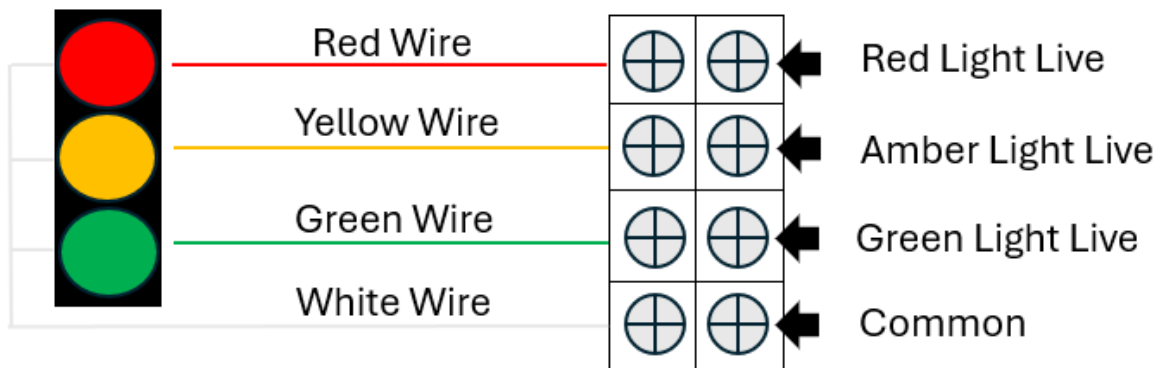 Red Wire
Red Light Live
Yellow Wire
Amber Light Live
Green Wire
Green Light Live
White Wire
Common